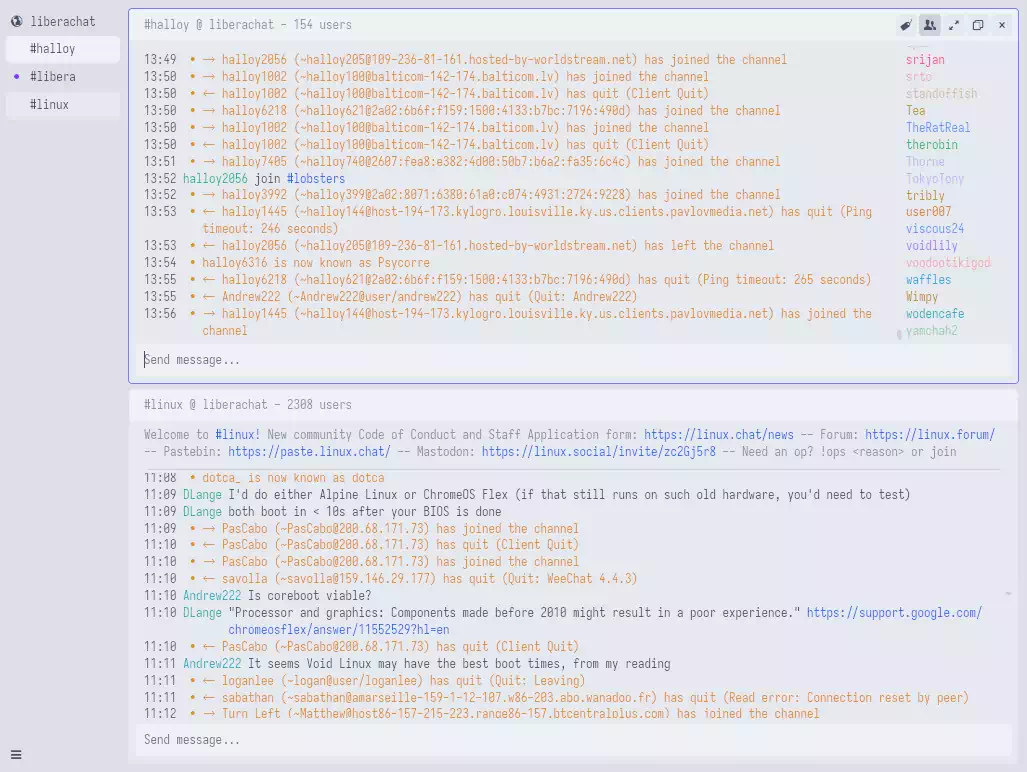 liberachat
#halloy
#libera
#linux
#halloy @ liberachat - 154 users
13:49 • → halloy2056 (~halloy205@109-236-81-161.hosted-by-worldstream.net) has joined the channel
13:50 • → halloy1002 (~halloy100@balticom-142-174.balticom.lv) has joined the channel
13:50 • ← halloy1002 (~halloy100@balticom-142-174.balticom.lv) has quit (Client Quit)
13:50 • → halloy6218 (~halloy621@2a02:6b6f:f159:1500:4133:b7bc:7196:490d) has joined the channel
13:50 • → halloy1002 (~halloy100@balticom-142-174.balticom.lv) has joined the channel
13:50 • ← halloy1002 (~halloy100@balticom-142-174.balticom.lv) has quit (Client Quit)
13:51 • → halloy7405 (~halloy740@2607:fea8:e382:4d00:50b7:b6a2:fa35:6c4c) has joined the channel
13:52 halloy2056 join #lobsters
13:52 • → halloy3992 (~halloy399@2a02:8071:6380:61a0:c074:4931:2724:9228) has joined the channel
13:53 • ← halloy1445 (~halloy144@host-194-173.kylogro.louisville.ky.us.clients.pavlovmedia.net) has quit (Ping
timeout: 246 seconds)
13:53 • ← halloy2056 (~halloy205@109-236-81-161.hosted-by-worldstream.net) has left the channel
13:54 • halloy6316 is now known as Psycorre
13:55 • ← halloy6218 (~halloy621@2a02:6b6f:f159:1500:4133:b7bc:7196:490d) has quit (Ping timeout: 265 seconds)
13:55 • ← Andrew222 (~Andrew222@user/andrew222) has quit (Quit: Andrew222)
13:56 • → halloy1445 (~halloy144@host-194-173.kylogro.louisville.ky.us.clients.pavlovmedia.net) has joined the
channel
srijan
srto
standoffish
Tea
TheRatReal
therobin
Thorne
TokyoTony
tribly
user007
viscous24
voidlily
voodootikigod
waffles
Wimpy
wodencafe
yamchah2
Send message...
#linux @ liberachat - 2308 users
Welcome to #linux! New community Code of Conduct and Staff Application form: https://linux.chat/news -- Forum: https://linux.forum/
-- Pastebin: https://paste.linux.chat/ -- Mastodon: https://linux.social/invite/zc2Gj5r8 -- Need an op? !ops <reason> or join
11:08 • dotca_ is now known as dotca
11:09 DLange I'd do either Alpine Linux or ChromeOS Flex (if that still runs on such old hardware, you'd need to test)
11:09 DLange both boot in < 10s after your BIOS is done
11:09 • → PasCabo (~PasCabo@200.68.171.73) has joined the channel
11:10 • ← PasCabo (~PasCabo@200.68.171.73) has quit (Client Quit)
11:10 • → PasCabo (~PasCabo@200.68.171.73) has joined the channel
11:10 • ← savolla (~savolla@159.146.29.177) has quit (Quit: WeeChat 4.4.3)
11:10 Andrew222 Is coreboot viable?
11:10 DLange "Processor and graphics: Components made before 2010 might result in a poor experience." https://support.google.com/
chromeosflex/answer/11552529?hl=en
11:10 • ← PasCabo (~PasCabo@200.68.171.73) has quit (Client Quit)
11:11 Andrew222 It seems Void Linux may have the best boot times, from my reading
11:11 • ← loganlee (~logan@user/loganlee) has quit (Quit: Leaving)
11:11 • ← sabathan (~sabathan@amarseille-159-1-12-107.w86-203.abo.wanadoo.fr) has quit (Read error: Connection reset by peer)
11:12 • → Turn_Left (~Matthew@host86-157-215-223.range86-157.btcentralplus.com) has joined the channel
Send message...